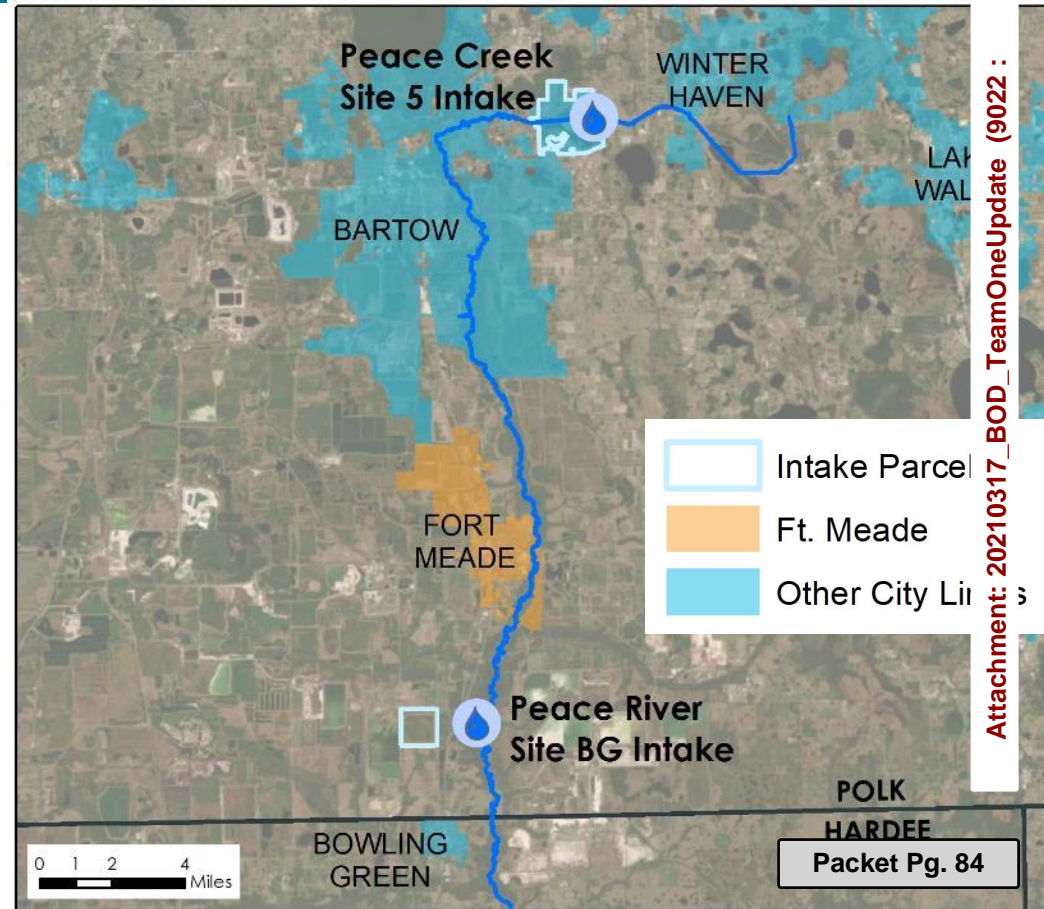 Peace Creek
Site 5 Intake
WINTER
HAVEN
BARTOW
FORT
MEADE
Intake Parcel
Ft. Meade
Other City
Peace River
Site BG Intake
POLK
HARDEE
BOWLING
GREEN
0 1 2 4
Miles
Packet Pg. 84
Attachment: 20210317_BOD_TeamOneUpdate (9022 :